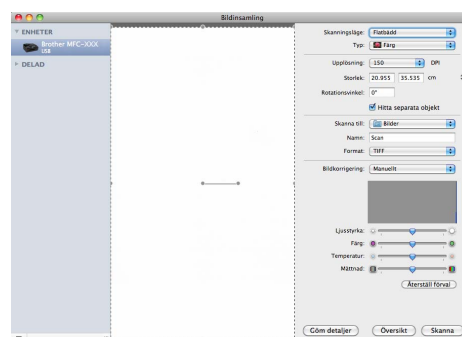 Bildinsamling
ENHETER
Brother MFC-XXX
USB
DELAD
Skanningsläge: Flatbädd
Typ: Färg
Upplösning: 150 DPI
Storlek: 20.955 35.535 cm
Rotationsvinkel: 0°
Hitta separata objekt
Skanna till: Bilder
Namn: Scan
Format: TIFF
Bildkorrigering: Manuellt
Ljusstyrka:
Färg:
Temperatur:
Mättnad:
Återställ förval
Göm detaljer Översikt Skanna